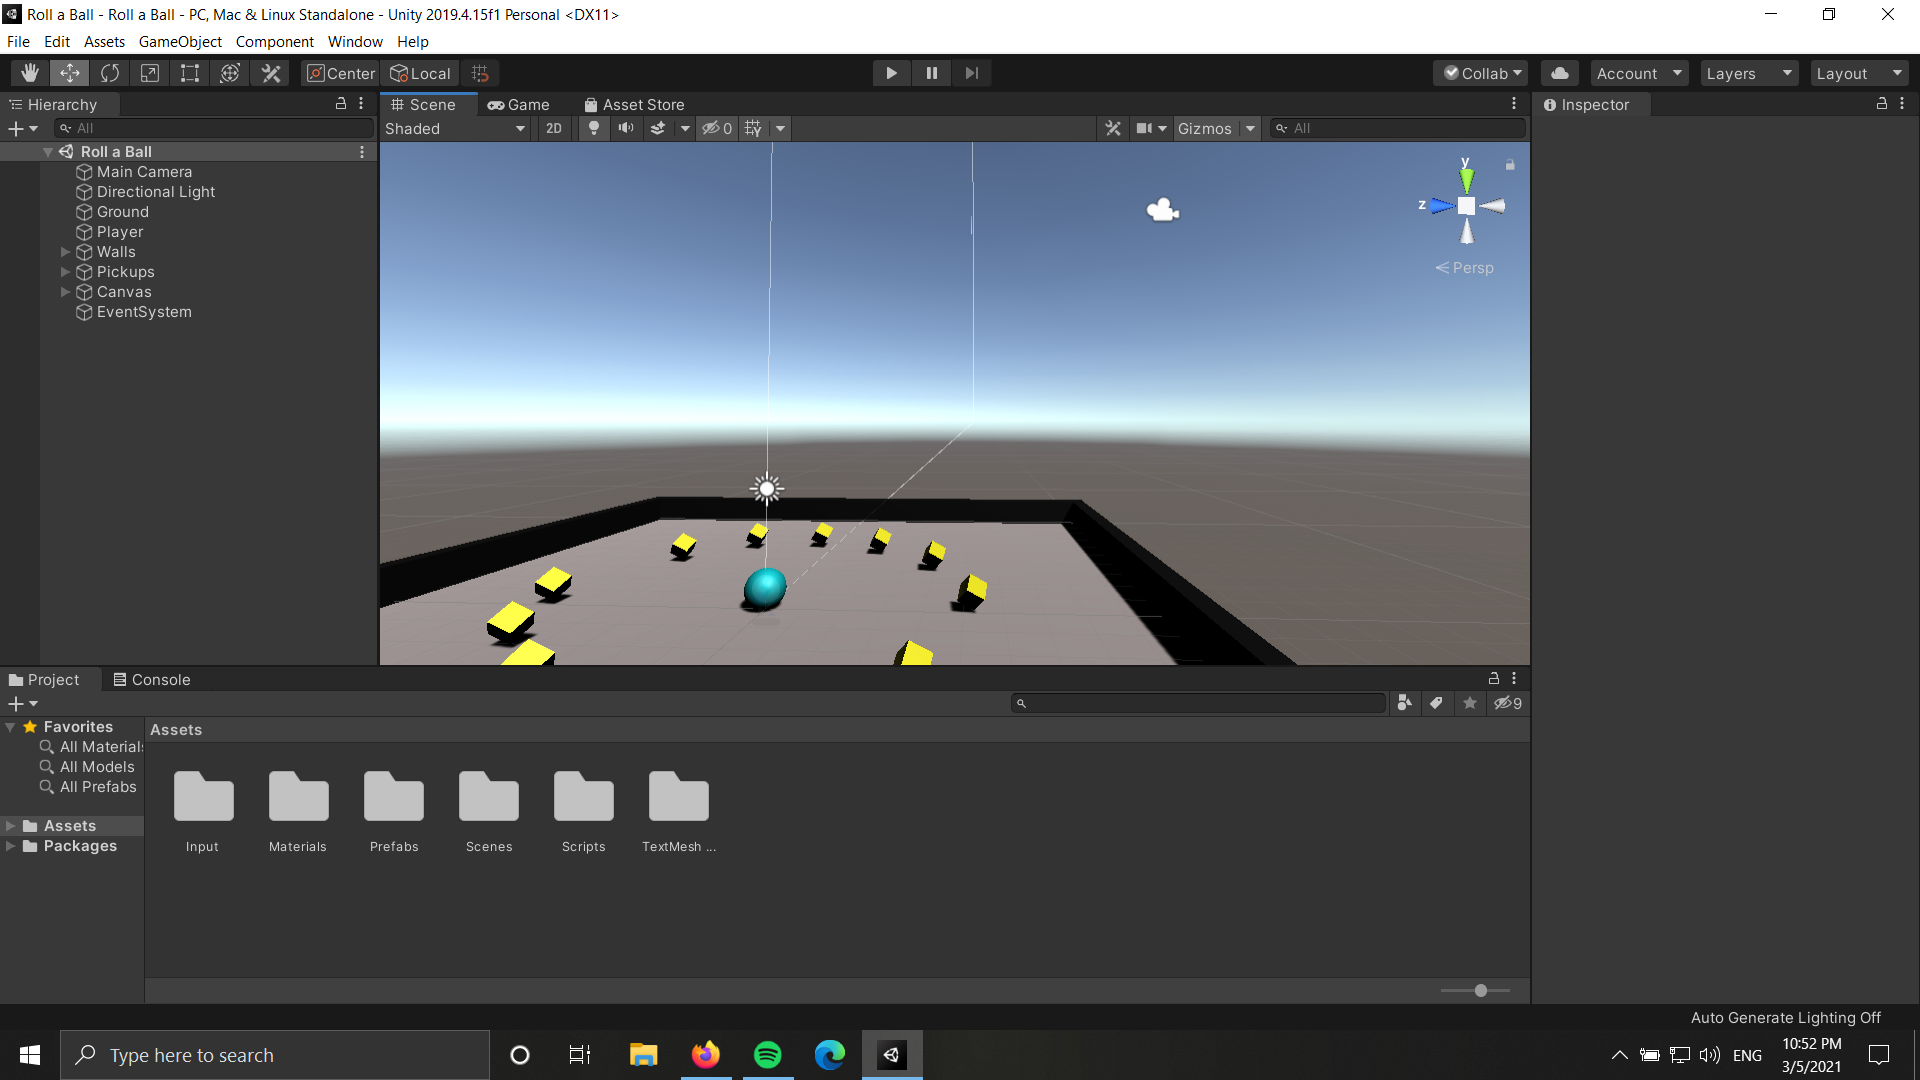 Roll a Ball - Roll a Ball - PC, Mac & Linux Standalone - Unity 2019.4.15f1 Personal <DX11>
File Edit Assets GameObject Component Window Help
Center Local Collab Account Layers Layout
Hierarchy Scene Game Asset Store Inspector
All Shaded 2D 0 Gizmos All
Roll a Ball
Main Camera
Directional Light
Ground
Player
Walls
Pickups
Canvas
EventSystem
y
z
Persp
Project Console
9
Favorites
All Materials
All Models
All Prefabs
Assets
Packages
Assets
Input Materials Prefabs Scenes Scripts TextMesh ...
Auto Generate Lighting Off
Type here to search
ENG
10:52 PM
3/5/2021